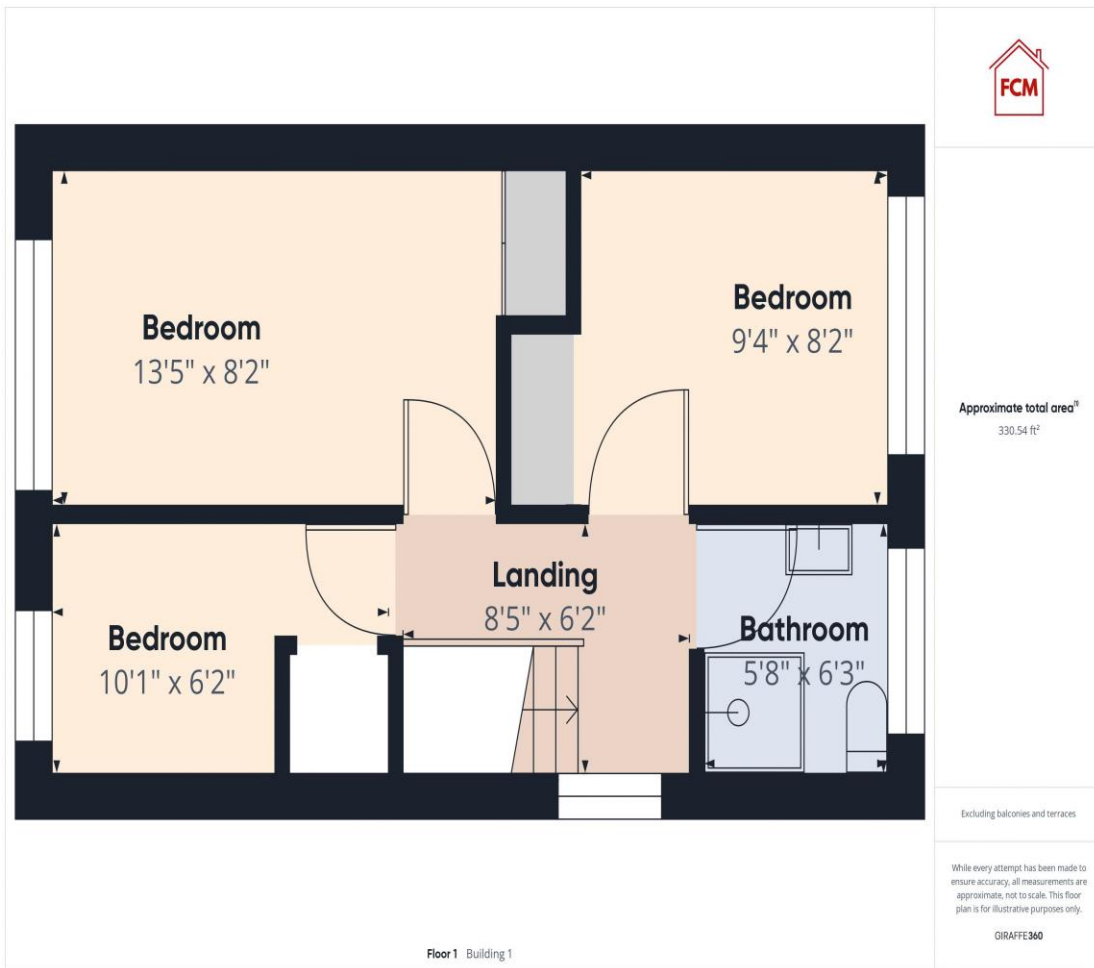 FCM
Bedroom
13'5" x 8'2"
Bedroom
9'4" x 8'2"
Landing
8'5" x 6'2"
Bedroom
10'1" x 6'2"
Bathroom
5'8" x 6'3"
Approximate total area⁽¹⁾
330.54 ft²
Excluding balconies and terraces
While every attempt has been made to
ensure accuracy, all measurements are
approximate, not to scale. This floor
plan is for illustrative purposes only.
GIRAFFE360
Floor 1 Building 1